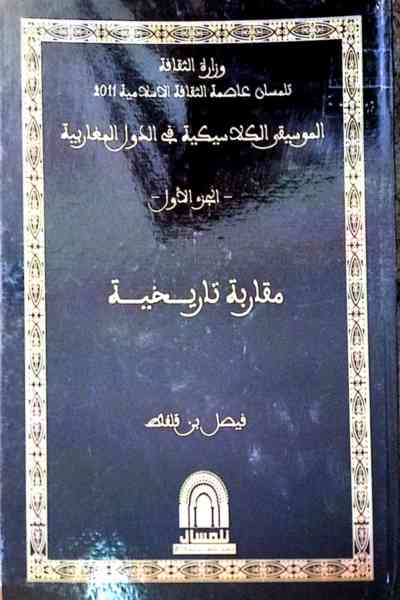 وزارة الثقافة
تلمسان عاصمة الثقافة الاسلامية 2011
الموسيقى الكلاسيكية في الدول المغاربية
- الجزء الأول -
مقاربة تاريخية
فيصل بن قلفاط
تلمسان